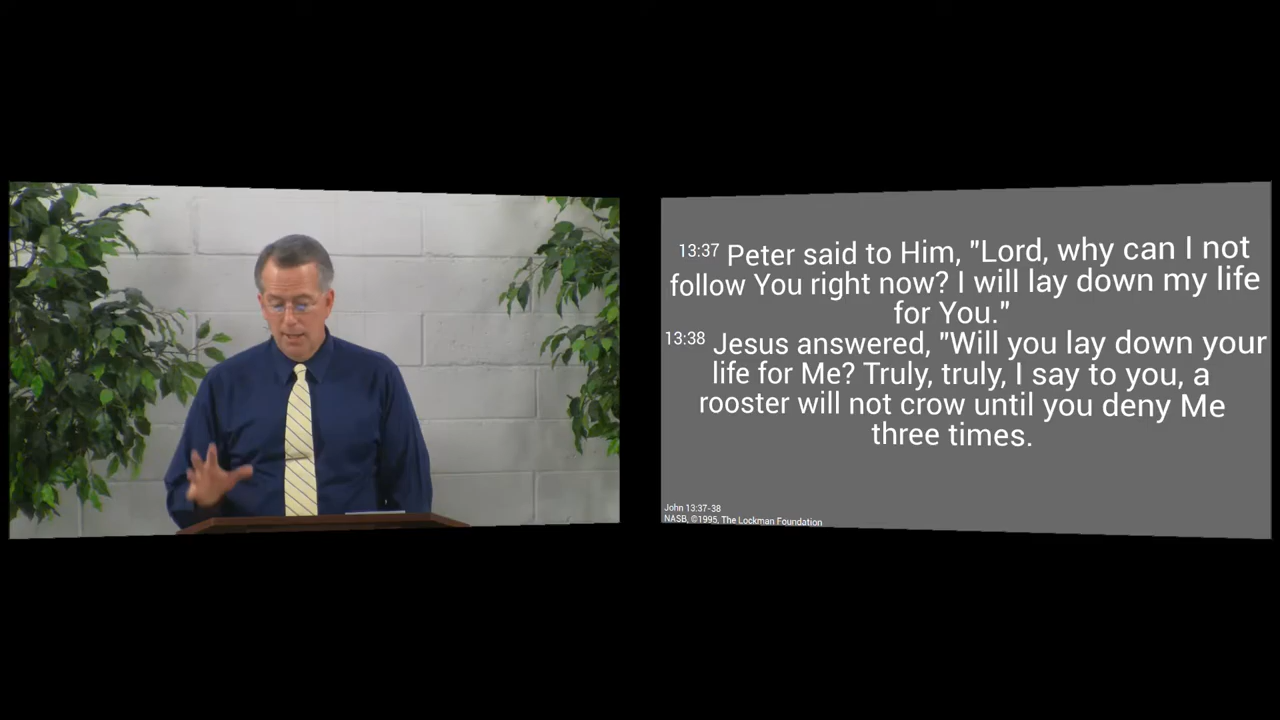 13:37 Peter said to Him, "Lord, why can I not
follow You right now? I will lay down my life
for You."
13:38 Jesus answered, "Will you lay down your
life for Me? Truly, truly, I say to you, a
rooster will not crow until you deny Me
three times.
John 13:37-38
NASB, ©1995, The Lockman Foundation